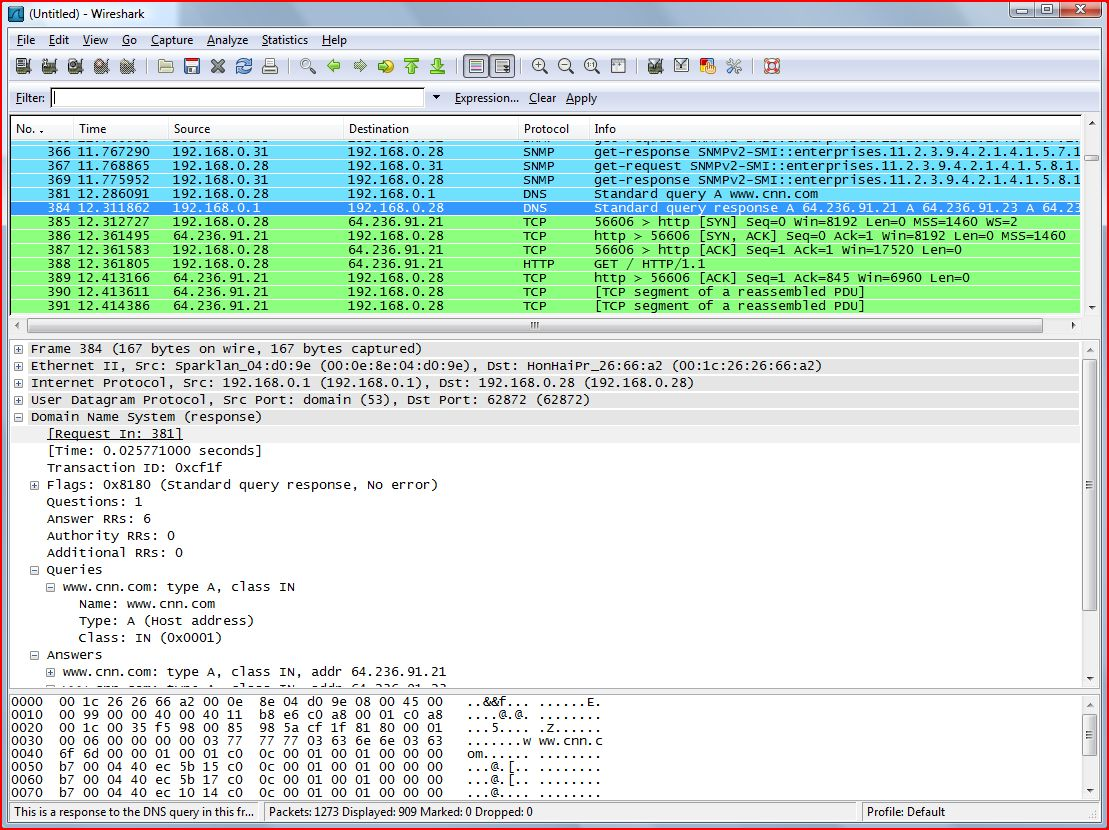 (Untitled) - Wireshark
File Edit View Go Capture Analyze Statistics Help
Filter: Expression... Clear Apply
No. . Time Source Destination Protocol Info
366 11.767290 192.168.0.31 192.168.0.28 SNMP get-response SNMPv2-SMI::enterprises.11.2.3.9.4.2.1.4.1.5.7.1
367 11.768865 192.168.0.28 192.168.0.31 SNMP get-request SNMPv2-SMI::enterprises.11.2.3.9.4.2.1.4.1.5.8.1.
369 11.775952 192.168.0.31 192.168.0.28 SNMP get-response SNMPv2-SMI::enterprises.11.2.3.9.4.2.1.4.1.5.8.1
381 12.286091 192.168.0.28 192.168.0.1 DNS Standard query A www.cnn.com
384 12.311862 192.168.0.1 192.168.0.28 DNS Standard query response A 64.236.91.21 A 64.236.91.23 A 64.23
385 12.312727 192.168.0.28 64.236.91.21 TCP 56606 > http [SYN] Seq=0 Win=8192 Len=0 MSS=1460 WS=2
386 12.361495 64.236.91.21 192.168.0.28 TCP http > 56606 [SYN, ACK] Seq=0 Ack=1 Win=8192 Len=0 MSS=1460
387 12.361583 192.168.0.28 64.236.91.21 TCP 56606 > http [ACK] Seq=1 Ack=1 Win=17520 Len=0
388 12.361805 192.168.0.28 64.236.91.21 HTTP GET / HTTP/1.1
389 12.413166 64.236.91.21 192.168.0.28 TCP http > 56606 [ACK] Seq=1 Ack=845 Win=6960 Len=0
390 12.413611 64.236.91.21 192.168.0.28 TCP [TCP segment of a reassembled PDU]
391 12.414386 64.236.91.21 192.168.0.28 TCP [TCP segment of a reassembled PDU]
Frame 384 (167 bytes on wire, 167 bytes captured)
Ethernet II, Src: Sparklan_04:d0:9e (00:0e:8e:04:d0:9e), Dst: HonHaiPr_26:66:a2 (00:1c:26:26:66:a2)
Internet Protocol, Src: 192.168.0.1 (192.168.0.1), Dst: 192.168.0.28 (192.168.0.28)
User Datagram Protocol, Src Port: domain (53), Dst Port: 62872 (62872)
Domain Name System (response)
[Request In: 381]
[Time: 0.025771000 seconds]
Transaction ID: 0xcf1f
Flags: 0x8180 (Standard query response, No error)
Questions: 1
Answer RRs: 6
Authority RRs: 0
Additional RRs: 0
Queries
www.cnn.com: type A, class IN
Name: www.cnn.com
Type: A (Host address)
Class: IN (0x0001)
Answers
www.cnn.com: type A, class IN, addr 64.236.91.21
0000 00 1c 26 26 66 a2 00 0e 8e 04 d0 9e 08 00 45 00 ..&&f... ......E.
0010 00 99 00 00 40 00 40 11 b8 e6 c0 a8 00 01 c0 a8 ....@.@. ........
0020 00 1c 00 35 f5 98 00 85 98 5a cf 1f 81 80 00 01 ...5.... .Z......
0030 00 06 00 00 00 00 03 77 77 77 03 63 6e 6e 03 63 .......w ww.cnn.c
0040 6f 6d 00 00 01 00 01 c0 0c 00 01 00 01 00 00 00 om...... ........
0050 b7 00 04 40 ec 5b 15 c0 0c 00 01 00 01 00 00 00 ...@.[.. ........
0060 b7 00 04 40 ec 5b 17 c0 0c 00 01 00 01 00 00 00 ...@.[.. ........
0070 b7 00 04 40 ec 10 14 c0 0c 00 01 00 01 00 00 00 ...@.... ........
This is a response to the DNS query in this fr... Packets: 1273 Displayed: 909 Marked: 0 Dropped: 0 Profile: Default